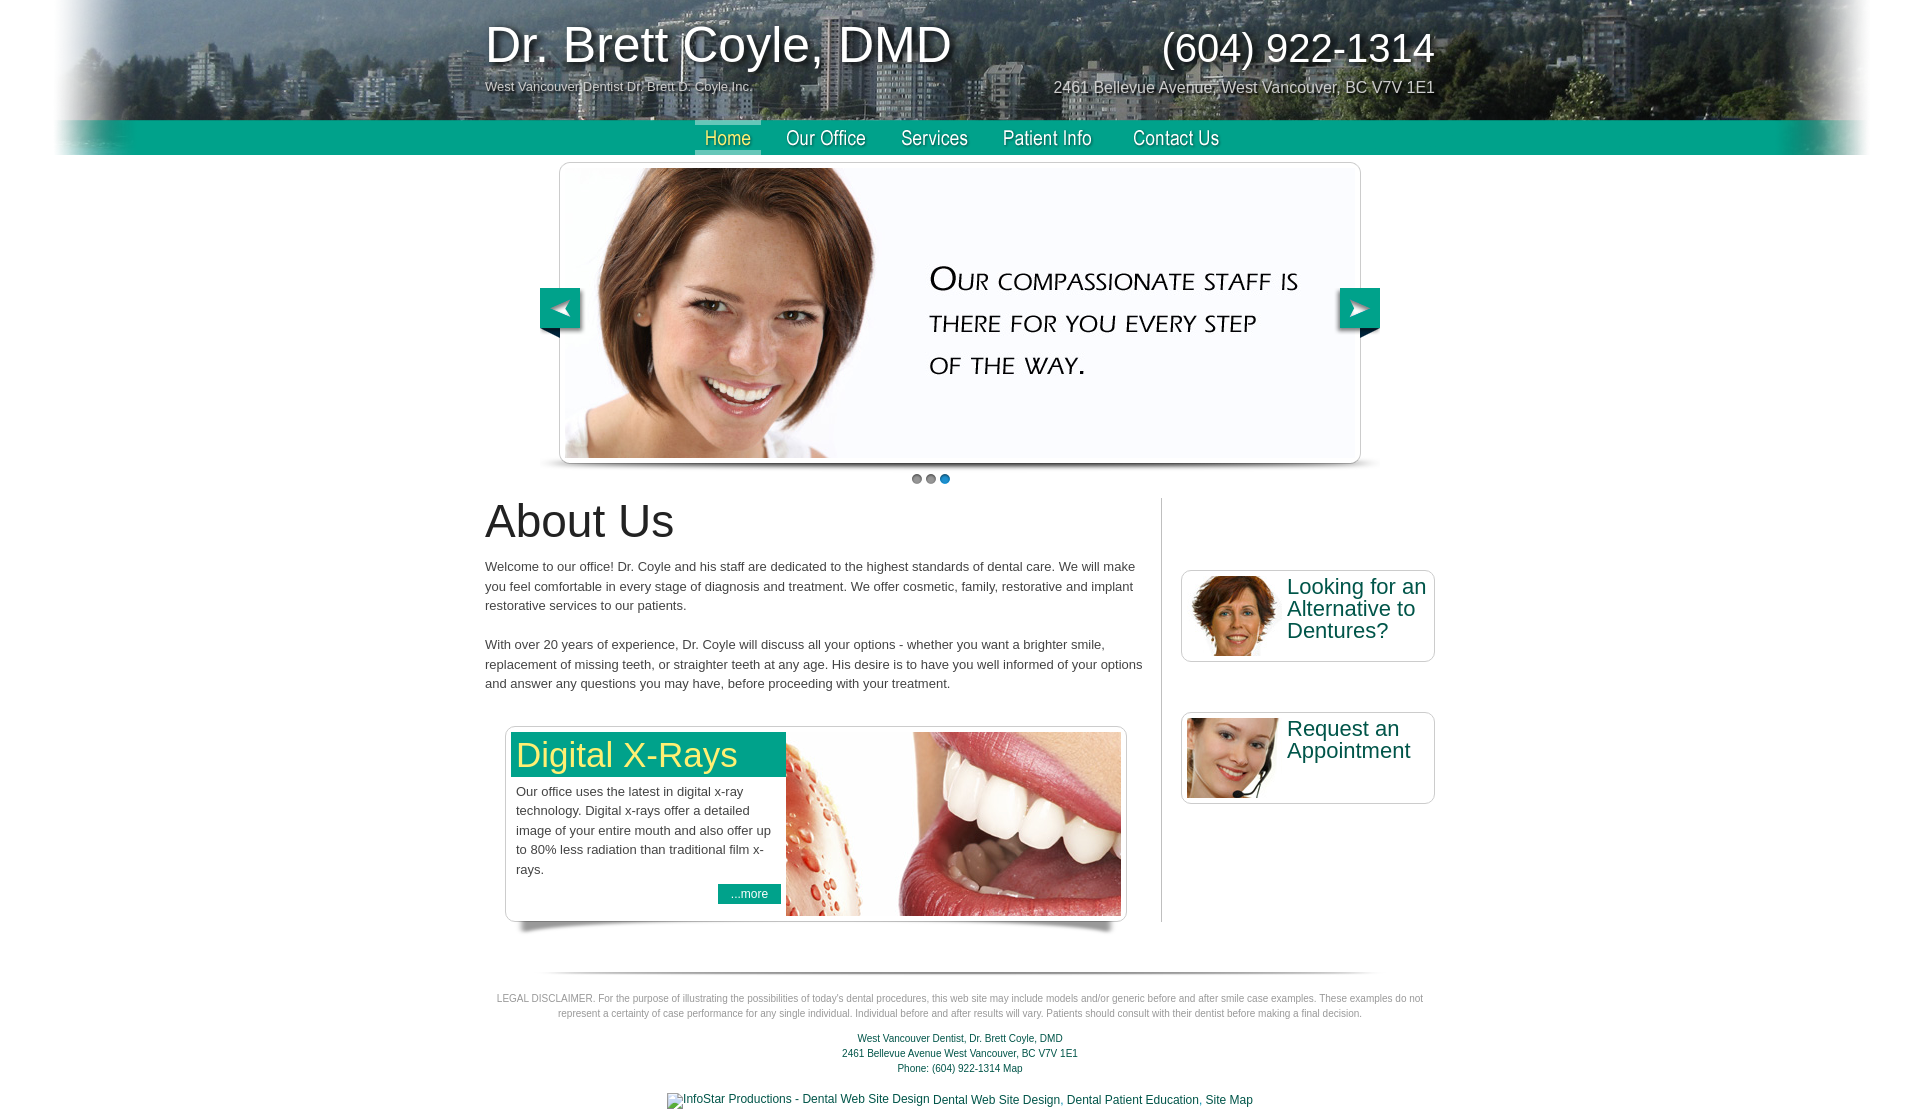 Dr. Brett Coyle, DMD
(604) 922-1314
West Vancouver Dentist Dr. Brett D. Coyle,Inc.
2461 Bellevue Avenue, West Vancouver, BC V7V 1E1
Home
Our Office
Services
Patient Info
Contact Us
Our compassionate staff is
there for you every step
of the way.
About Us
Welcome to our office! Dr. Coyle and his staff are dedicated to the highest standards of dental care. We will make
you feel comfortable in every stage of diagnosis and treatment. We offer cosmetic, family, restorative and implant
restorative services to our patients.
With over 20 years of experience, Dr. Coyle will discuss all your options - whether you want a brighter smile,
replacement of missing teeth, or straighter teeth at any age. His desire is to have you well informed of your options
and answer any questions you may have, before proceeding with your treatment.
Looking for an
Alternative to
Dentures?
Request an
Appointment
Digital X-Rays
Our office uses the latest in digital x-ray
technology. Digital x-rays offer a detailed
image of your entire mouth and also offer up
to 80% less radiation than traditional film x-
rays.
...more
LEGAL DISCLAIMER. For the purpose of illustrating the possibilities of today's dental procedures, this web site may include models and/or generic before and after smile case examples. These examples do not
represent a certainty of case performance for any single individual. Individual before and after results will vary. Patients should consult with their dentist before making a final decision.
West Vancouver Dentist, Dr. Brett Coyle, DMD
2461 Bellevue Avenue West Vancouver, BC V7V 1E1
Phone: (604) 922-1314 Map
InfoStar Productions - Dental Web Site Design Dental Web Site Design, Dental Patient Education, Site Map